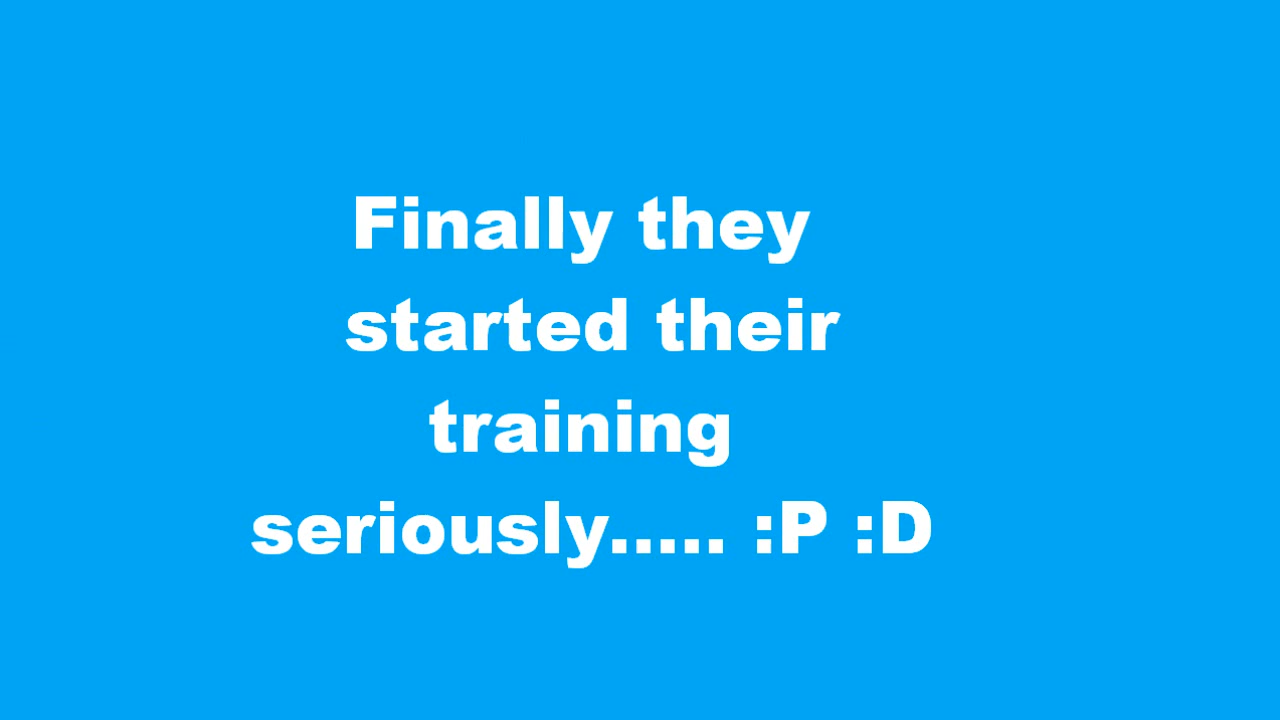 Finally they
started their
training
seriously..... :P :D